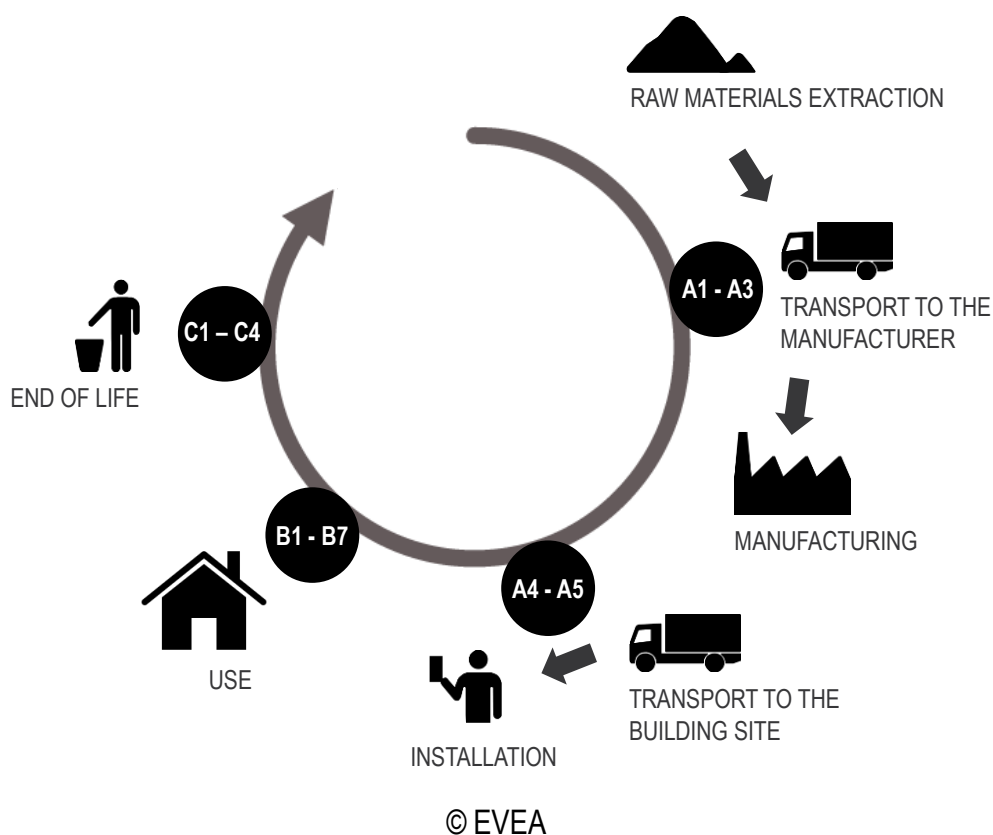 RAW MATERIALS EXTRACTION
A1 - A3
TRANSPORT TO THE
MANUFACTURER
MANUFACTURING
A4 - A5
TRANSPORT TO THE
BUILDING SITE
INSTALLATION
B1 - B7
USE
C1 – C4
END OF LIFE
© EVEA